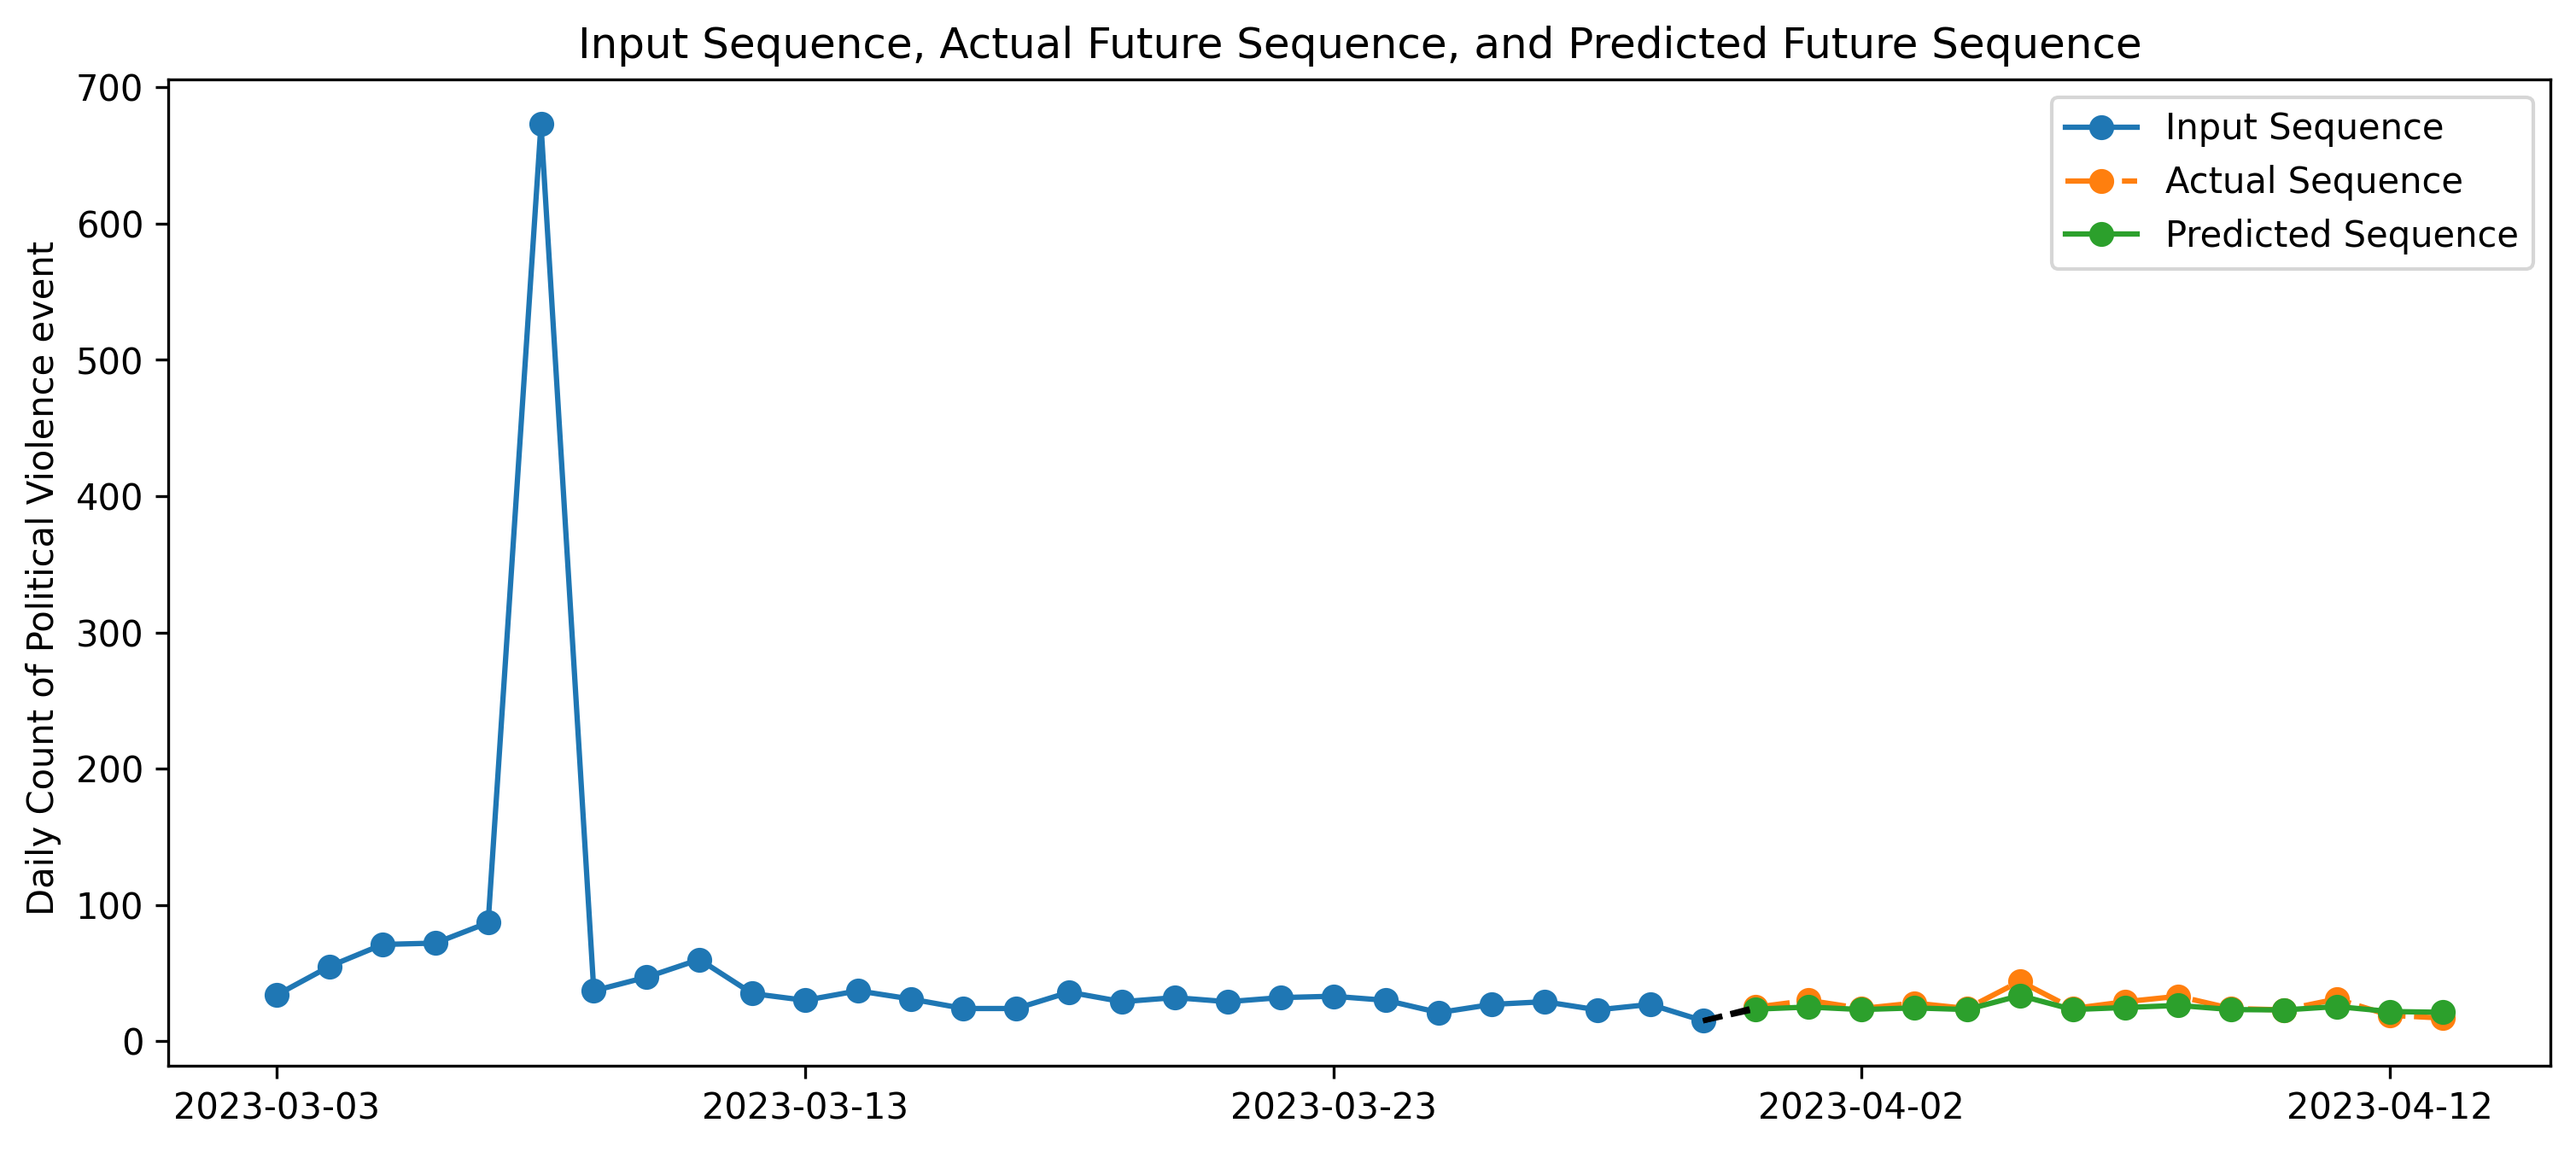 Input Sequence, Actual Future Sequence, and Predicted Future Sequence
Daily Count of Political Violence event
700
600
500
400
300
200
100
0
Input Sequence
Actual Sequence
Predicted Sequence
2023-03-03
2023-03-13
2023-03-23
2023-04-02
2023-04-12